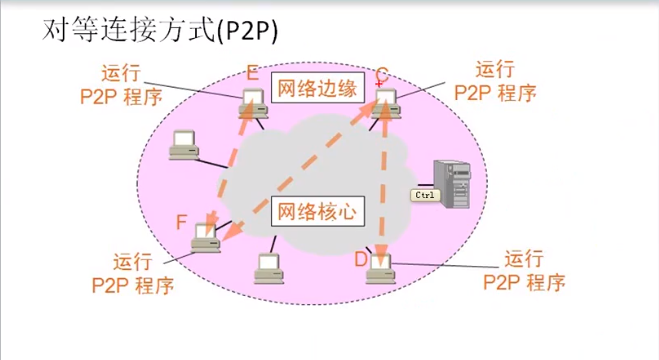 对等连接方式(P2P)
运行
P2P 程序
E
网络边缘
C
运行
P2P 程序
Ctrl
F
网络核心
运行
P2P 程序
D
运行
P2P 程序